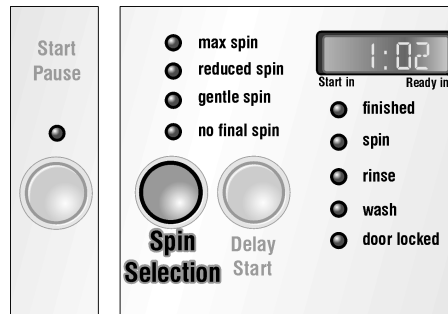 Start
Pause
max spin
reduced spin
gentle spin
no final spin
Spin
Selection
Delay
Start
1:02
Start in Ready in
finished
spin
rinse
wash
door locked